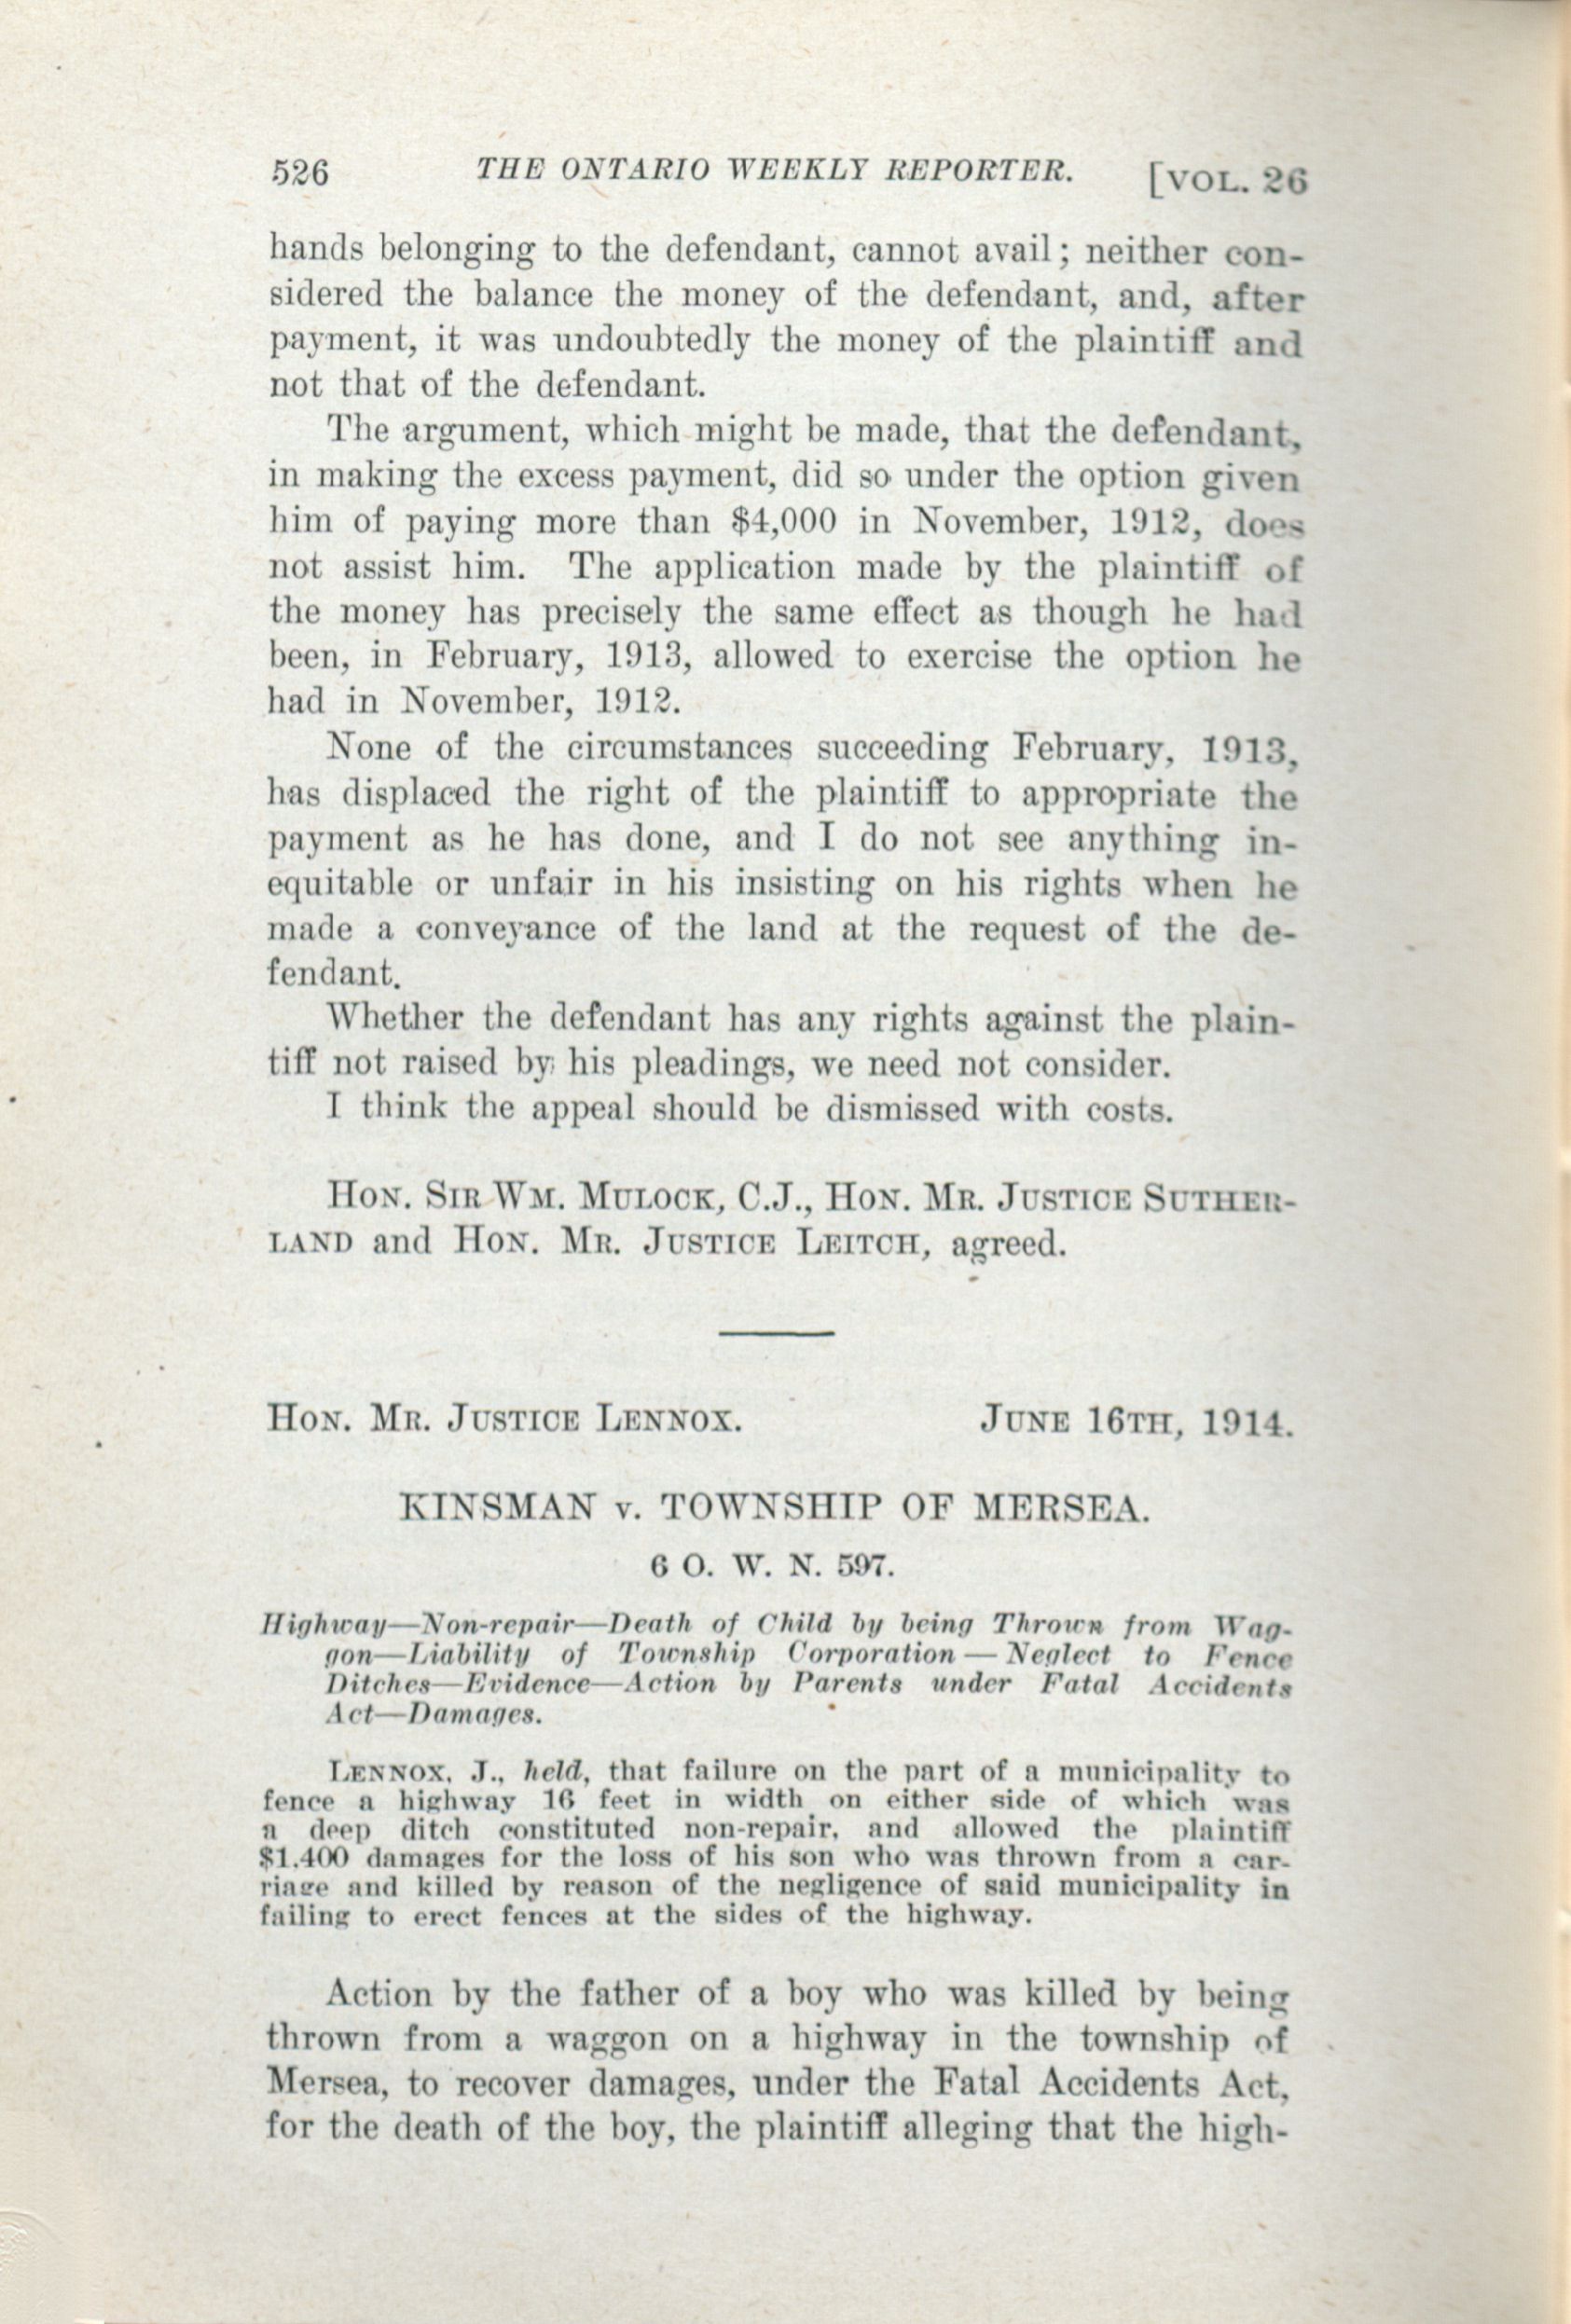 526 THE ONTARIO WEEKLY REPORTER. [VOL. 26
hands belonging to the defendant, cannot avail; neither con-
sidered the balance the money of the defendant, and, after
payment, it was undoubtedly the money of the plaintiff and
not that of the defendant.
The argument, which might be made, that the defendant,
in making the excess payment, did so under the option given
him of paying more than $4,000 in November, 1912, does
not assist him. The application made by the plaintiff of
the money has precisely the same effect as though he had
been, in February, 1913, allowed to exercise the option he
had in November, 1912.
None of the circumstances succeeding February, 1913,
has displaced the right of the plaintiff to appropriate the
payment as he has done, and I do not see anything in-
equitable or unfair in his insisting on his rights when he
made a conveyance of the land at the request of the de-
fendant.
Whether the defendant has any rights against the plain-
tiff not raised by his pleadings, we need not consider.
I think the appeal should be dismissed with costs.
HON. SIR WM. MULOCK, C.J., HON. MR. JUSTICE SUTHER-
LAND and HON. MR. JUSTICE LEITCH, agreed.
HON. MR. JUSTICE LENNOX. JUNE 16TH, 1914.
KINSMAN v. TOWNSHIP OF MERSEA.
6 O. W. N. 597.
Highway—Non-repair—Death of Child by being Thrown from Wag-
gon—Liability of Township Corporation — Neglect to Fence
Ditches—Evidence—Action by Parents under Fatal Accidents
Act—Damages.
LENNOX, J., held, that failure on the part of a municipality to
fence a highway 16 feet in width on either side of which was
a deep ditch constituted non-repair, and allowed the plaintiff
$1,400 damages for the loss of his son who was thrown from a car-
riage and killed by reason of the negligence of said municipality in
failing to erect fences at the sides of the highway.
Action by the father of a boy who was killed by being
thrown from a waggon on a highway in the township of
Mersea, to recover damages, under the Fatal Accidents Act,
for the death of the boy, the plaintiff alleging that the high-